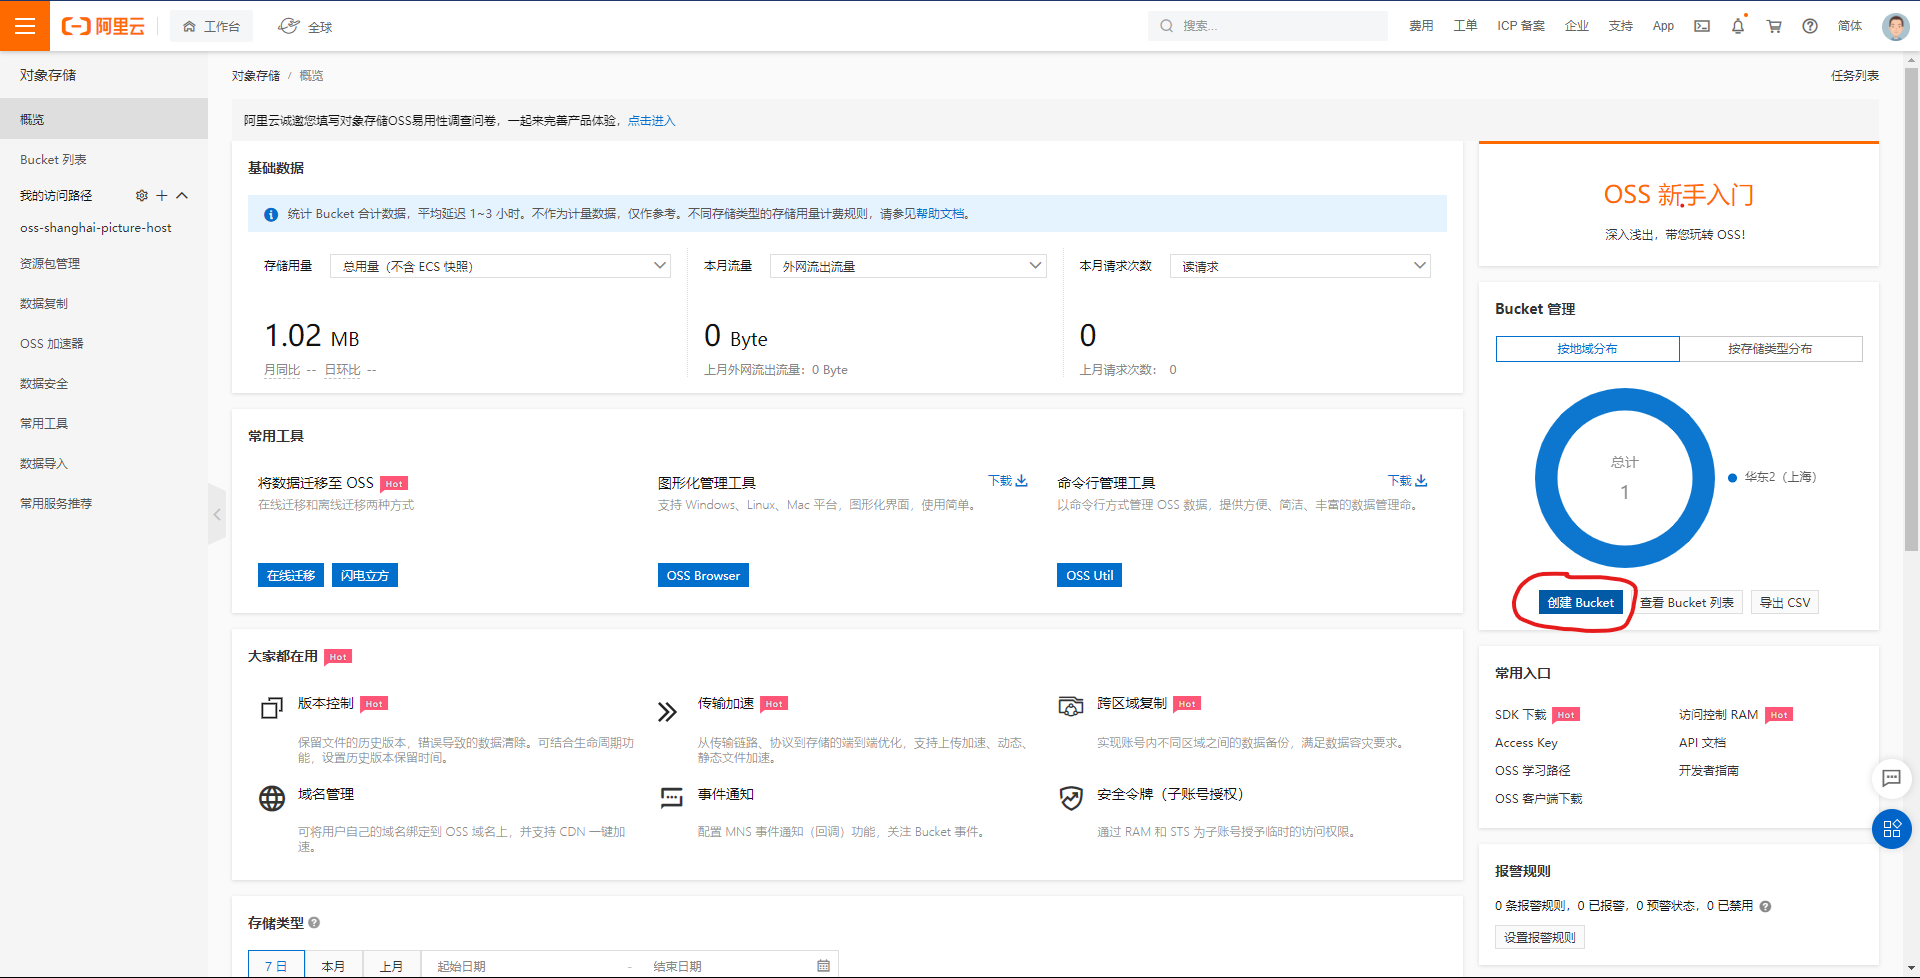 阿里云
工作台
全球
搜索...
费用
工单
ICP 备案
企业
支持
App
简体
对象存储
概览
Bucket 列表
我的访问路径
oss-shanghai-picture-host
资源包管理
数据复制
OSS 加速器
数据安全
常用工具
数据导入
常用服务推荐
对象存储 / 概览
任务列表
阿里云诚邀您填写对象存储OSS易用性调查问卷，一起来完善产品体验，点击进入
基础数据
统计 Bucket 合计数据，平均延迟 1~3 小时。不作为计量数据，仅作参考。不同存储类型的存储用量计费规则，请参见帮助文档。
存储用量
总用量（不含 ECS 快照）
1.02 MB
月同比 -- 日环比 --
本月流量
外网流出流量
0 Byte
上月外网流出流量：0 Byte
本月请求次数
读请求
0
上月请求次数： 0
常用工具
将数据迁移至 OSS Hot
在线迁移和离线迁移两种方式
在线迁移
闪电立方
图形化管理工具
下载
支持 Windows、Linux、Mac 平台，图形化界面，使用简单。
OSS Browser
命令行管理工具
下载
以命令行方式管理 OSS 数据，提供方便、简洁、丰富的数据管理命。
OSS Util
大家都在用 Hot
版本控制 Hot
保留文件的历史版本，错误导致的数据清除。可结合生命周期功
能，设置历史版本保留时间。
传输加速 Hot
从传输链路、协议到存储的端到端优化，支持上传加速、动态、
静态文件加速。
跨区域复制 Hot
实现账号内不同区域之间的数据备份，满足数据容灾要求。
域名管理
可将用户自己的域名绑定到 OSS 域名上，并支持 CDN 一键加
速。
事件通知
配置 MNS 事件通知（回调）功能，关注 Bucket 事件。
安全令牌（子账号授权）
通过 RAM 和 STS 为子账号授予临时的访问权限。
存储类型
7 日
本月
上月
起始日期 - 结束日期
OSS 新手入门
深入浅出，带您玩转 OSS！
Bucket 管理
按地域分布
按存储类型分布
总计
1
华东2（上海）
创建 Bucket
查看 Bucket 列表
导出 CSV
常用入口
SDK 下载 Hot
访问控制 RAM Hot
Access Key
API 文档
OSS 学习路径
开发者指南
OSS 客户端下载
报警规则
0 条报警规则，0 已报警，0 预警状态，0 已禁用
设置报警规则